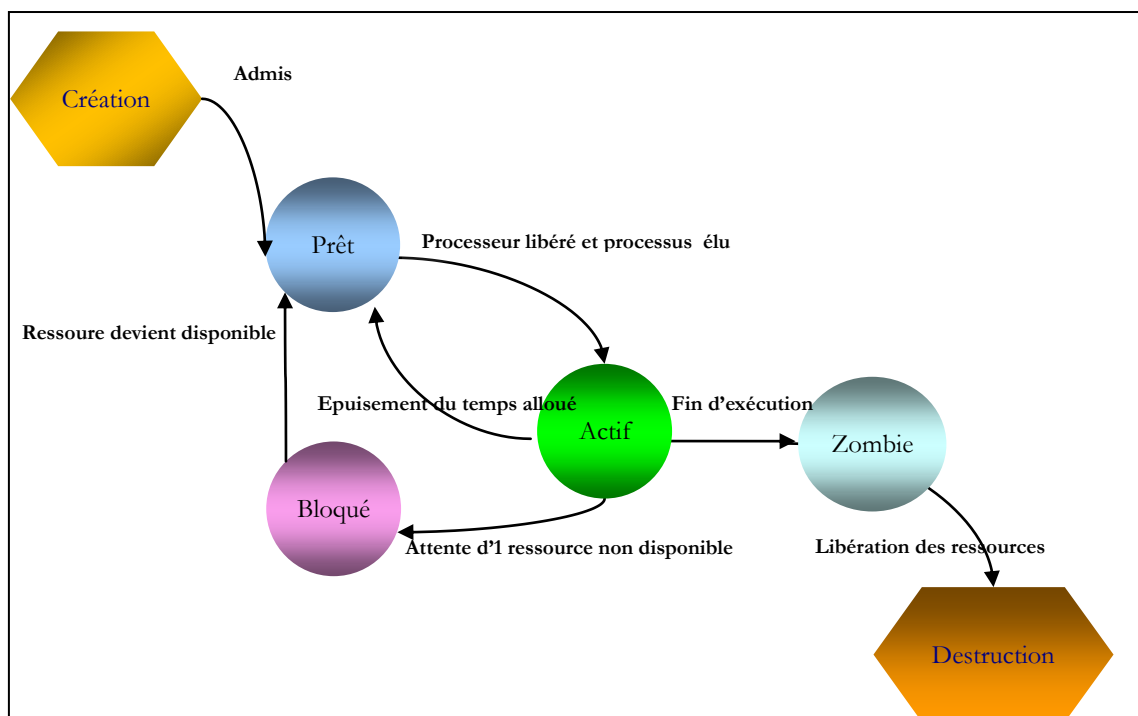 Admis
Création
Prêt
Processeur libéré et processus élu
Ressoure devient disponible
Epuisement du temps alloué
Fin d'exécution
Actif
Zombie
Bloqué
Attente d'1 ressource non disponible
Libération des ressources
Destruction